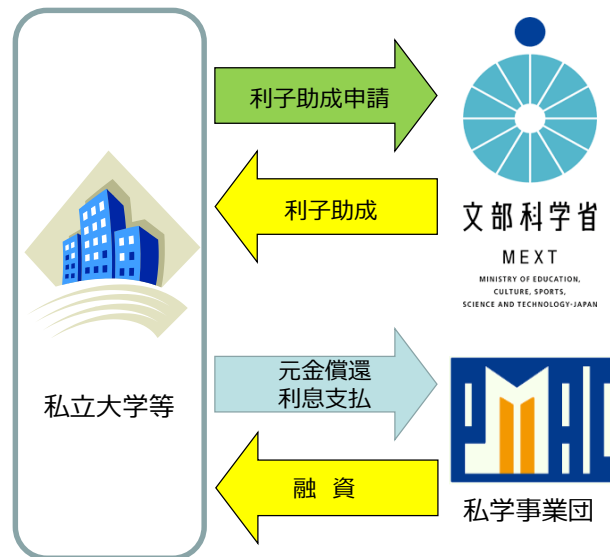 利子助成申請
利子助成
文部科学省
MEXT
MINISTRY OF EDUCATION,
CULTURE, SPORTS,
SCIENCE AND TECHNOLOGY-JAPAN
私立大学等
元金償還
利息支払
PMAC
融 資
私学事業団